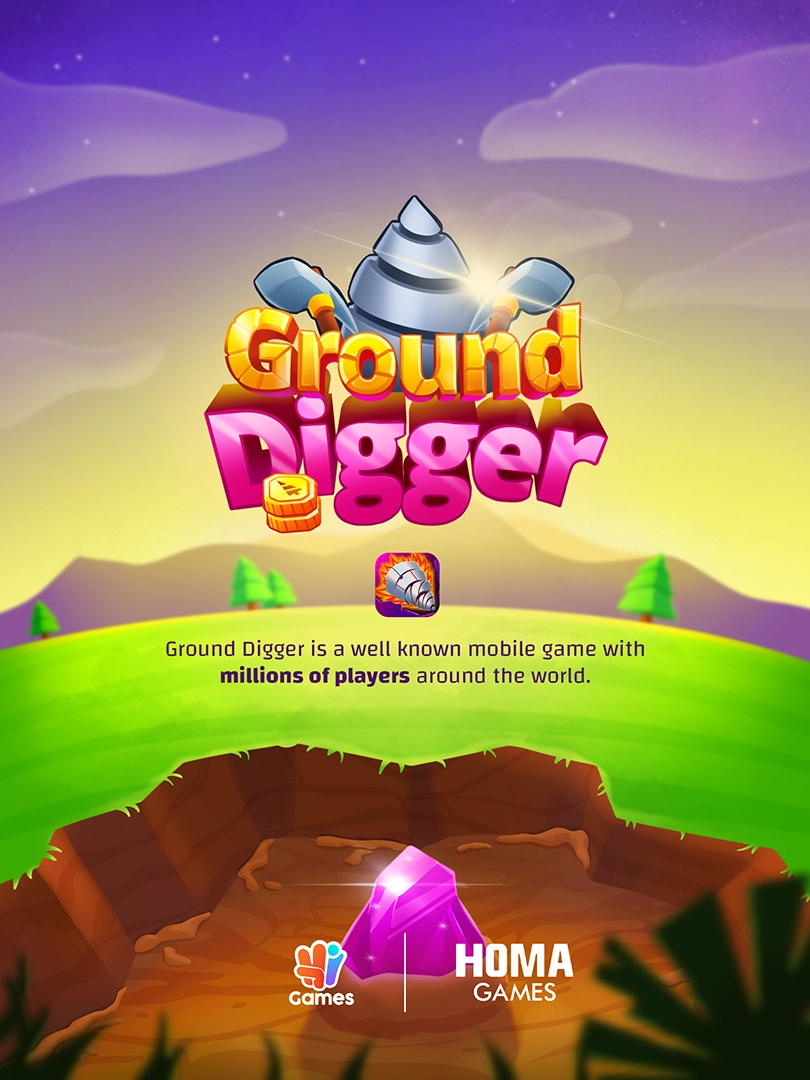 Ground
Digger
Ground Digger is a well known mobile game with
millions of players around the world.
Games
HOMA
GAMES